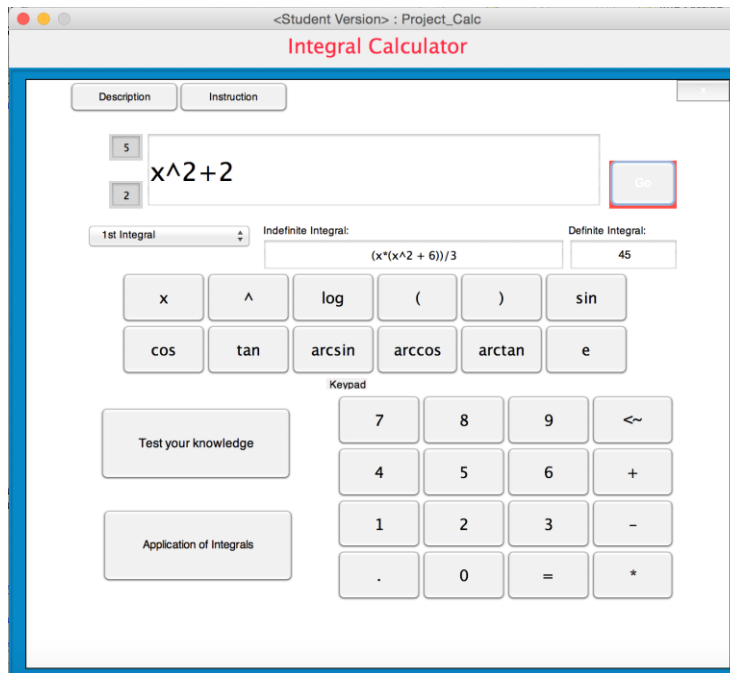 <Student Version> : Project_Calc
Integral Calculator
Description Instruction
x
5
x^2+2
2
Go
1st Integral Indefinite Integral: Definite Integral:
(x*(x^2 + 6))/3 45
x ^ log ( ) sin
cos tan arcsin arccos arctan e
Keypad
7 8 9 <~
Test your knowledge
4 5 6 +
1 2 3 -
Application of Integrals
. 0 = *